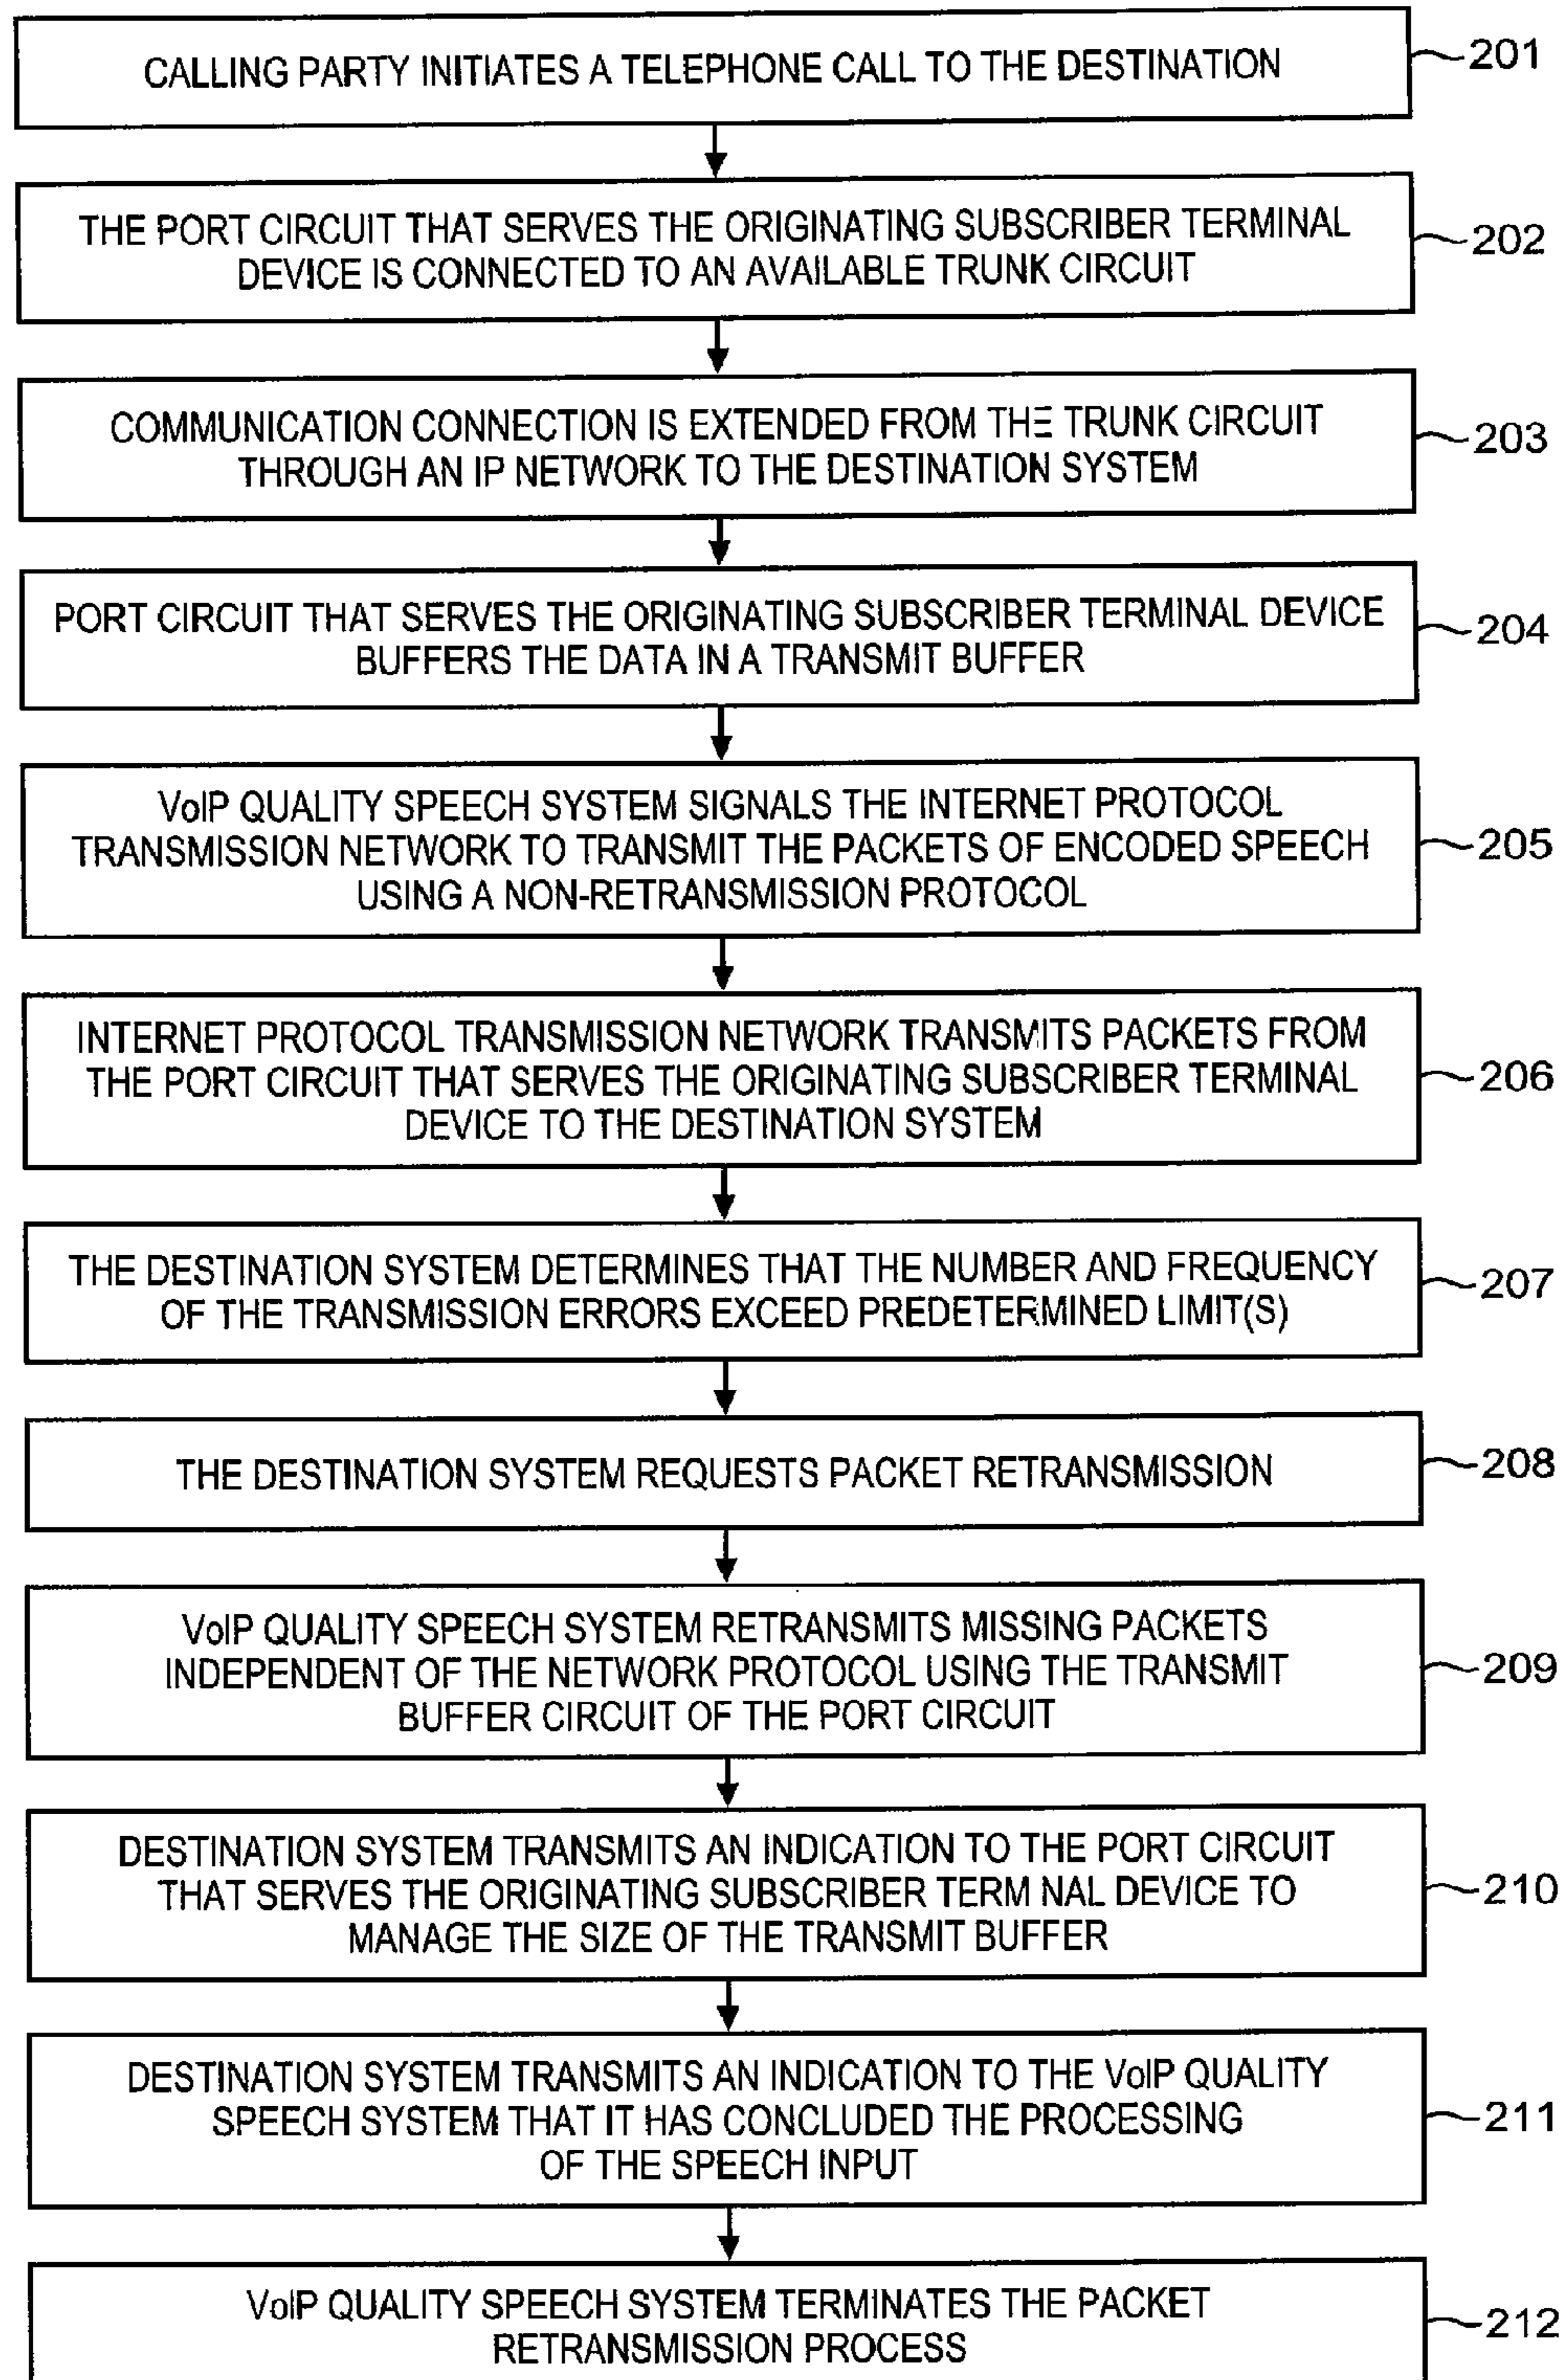 CALLING PARTY INITIATES A TELEPHONE CALL TO THE DESTINATION
201
THE PORT CIRCUIT THAT SERVES THE ORIGINATING SUBSCRIBER TERMINAL
DEVICE IS CONNECTED TO AN AVAILABLE TRUNK CIRCUIT
202
COMMUNICATION CONNECTION IS EXTENDED FROM THE TRUNK CIRCUIT
THROUGH AN IP NETWORK TO THE DESTINATION SYSTEM
203
PORT CIRCUIT THAT SERVES THE ORIGINATING SUBSCRIBER TERMINAL DEVICE
BUFFERS THE DATA IN A TRANSMIT BUFFER
204
VoIP QUALITY SPEECH SYSTEM SIGNALS THE INTERNET PROTOCOL
TRANSMISSION NETWORK TO TRANSMIT THE PACKETS OF ENCODED SPEECH
USING A NON-RETRANSMISSION PROTOCOL
205
INTERNET PROTOCOL TRANSMISSION NETWORK TRANSMITS PACKETS FROM
THE PORT CIRCUIT THAT SERVES THE ORIGINATING SUBSCRIBER TERMINAL
DEVICE TO THE DESTINATION SYSTEM
206
THE DESTINATION SYSTEM DETERMINES THAT THE NUMBER AND FREQUENCY
OF THE TRANSMISSION ERRORS EXCEED PREDETERMINED LIMIT(S)
207
THE DESTINATION SYSTEM REQUESTS PACKET RETRANSMISSION
208
VoIP QUALITY SPEECH SYSTEM RETRANSMITS MISSING PACKETS
INDEPENDENT OF THE NETWORK PROTOCOL USING THE TRANSMIT
BUFFER CIRCUIT OF THE PORT CIRCUIT
209
DESTINATION SYSTEM TRANSMITS AN INDICATION TO THE PORT CIRCUIT
THAT SERVES THE ORIGINATING SUBSCRIBER TERM NAL DEVICE TO
MANAGE THE SIZE OF THE TRANSMIT BUFFER
210
DESTINATION SYSTEM TRANSMITS AN INDICATION TO THE VoIP QUALITY
SPEECH SYSTEM THAT IT HAS CONCLUDED THE PROCESSING
OF THE SPEECH INPUT
211
VoIP QUALITY SPEECH SYSTEM TERMINATES THE PACKET
RETRANSMISSION PROCESS
212